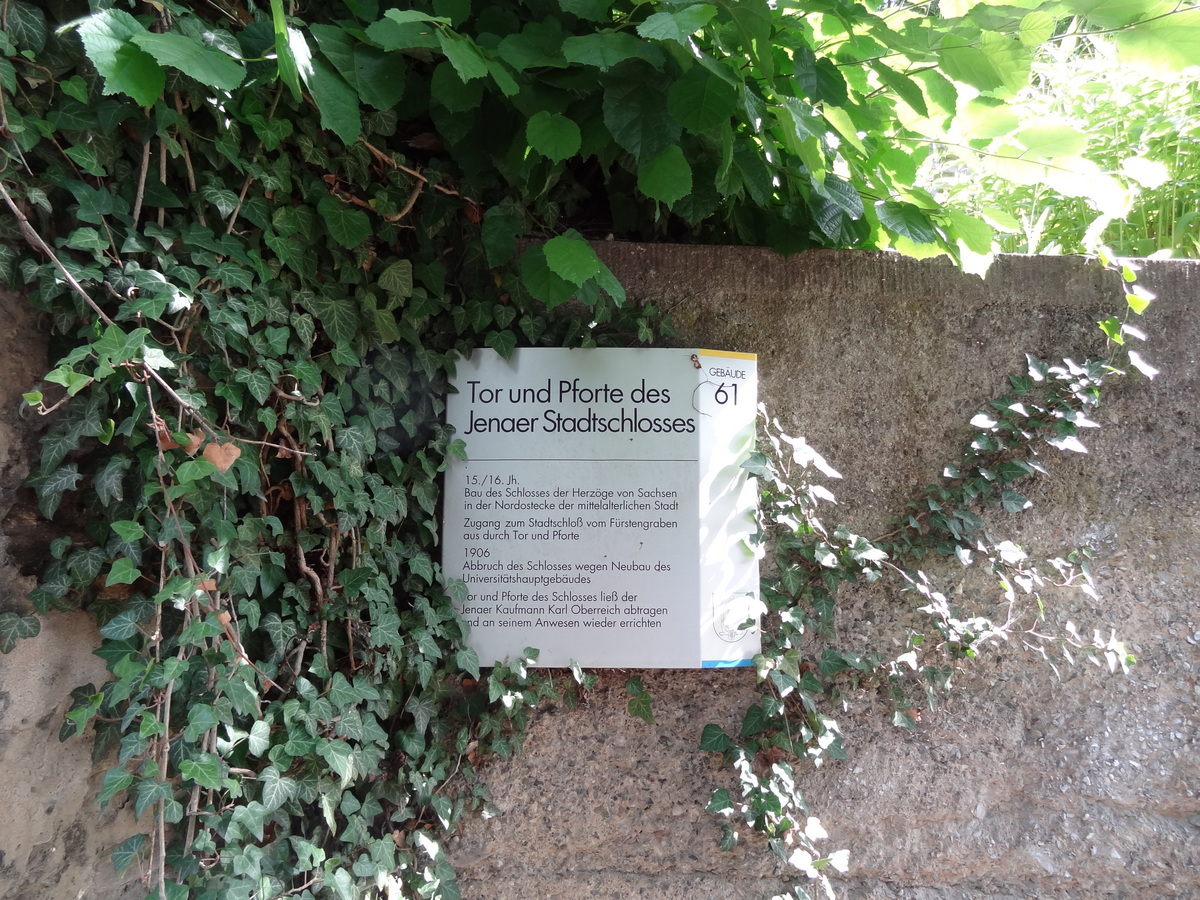 Tor und Pforte des
Jenaer Stadtschlosses
GEBÄUDE
61
15./16. Jh.
Bau des Schlosses der Herzöge von Sachsen
in der Nordostecke der mittelalterlichen Stadt
Zugang zum Stadtschloß vom Fürstengraben
aus durch Tor und Pforte
1906
Abbruch des Schlosses wegen Neubau des
Universitätshauptgebäudes
Tor und Pforte des Schlosses ließ der
Jenaer Kaufmann Karl Oberreich abtragen
und an seinem Anwesen wieder errichten